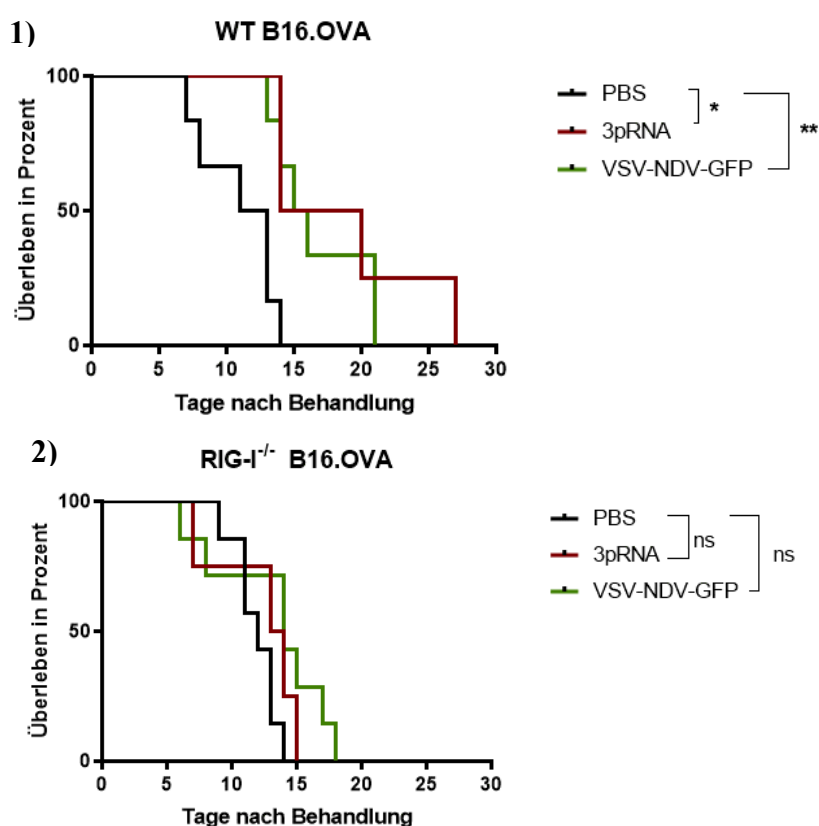 1)
WT B16.OVA
Überleben in Prozent
100
50
0
0 5 10 15 20 25 30
Tage nach Behandlung
PBS
3pRNA
VSV-NDV-GFP
*
**
2)
RIG-I-/- B16.OVA
Überleben in Prozent
100
50
0
0 5 10 15 20 25 30
Tage nach Behandlung
PBS
3pRNA
VSV-NDV-GFP
ns
ns